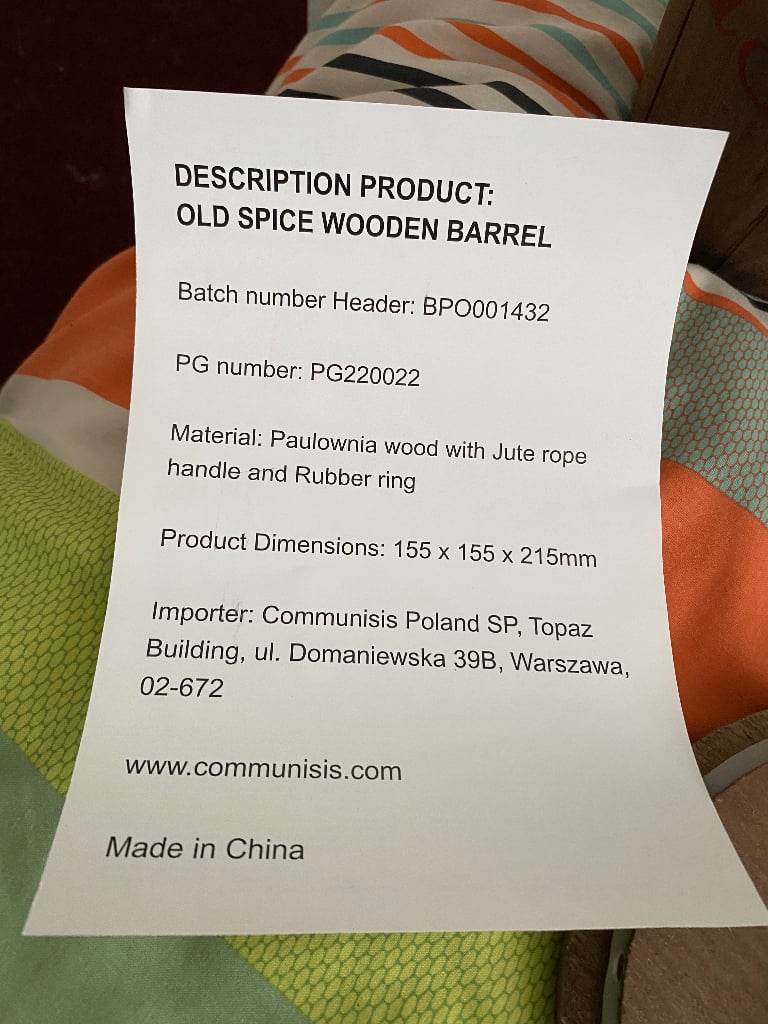 DESCRIPTION PRODUCT:
OLD SPICE WOODEN BARREL
Batch number Header: BPO001432
PG number: PG220022
Material: Paulownia wood with Jute rope
handle and Rubber ring
Product Dimensions: 155 x 155 x 215mm
Importer: Communisis Poland SP, Topaz
Building, ul. Domaniewska 39B, Warszawa,
02-672
www.communisis.com
Made in China